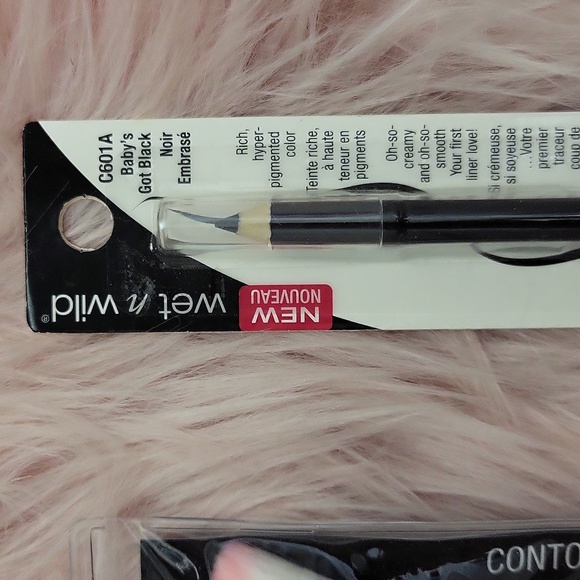 C601A
Baby's
Got Black
Noir
Embrasé
Rich,
hyper-
pigmented
color
Teinte riche,
à haute
teneur en
pigments
Oh-so-
creamy
and oh-so-
smooth
Your first
liner love!
Si crémeuse,
si soyeuse
...Votre
premier
traceur
coup de
wet n wild®
NEW
NOUVEAU
CONTO